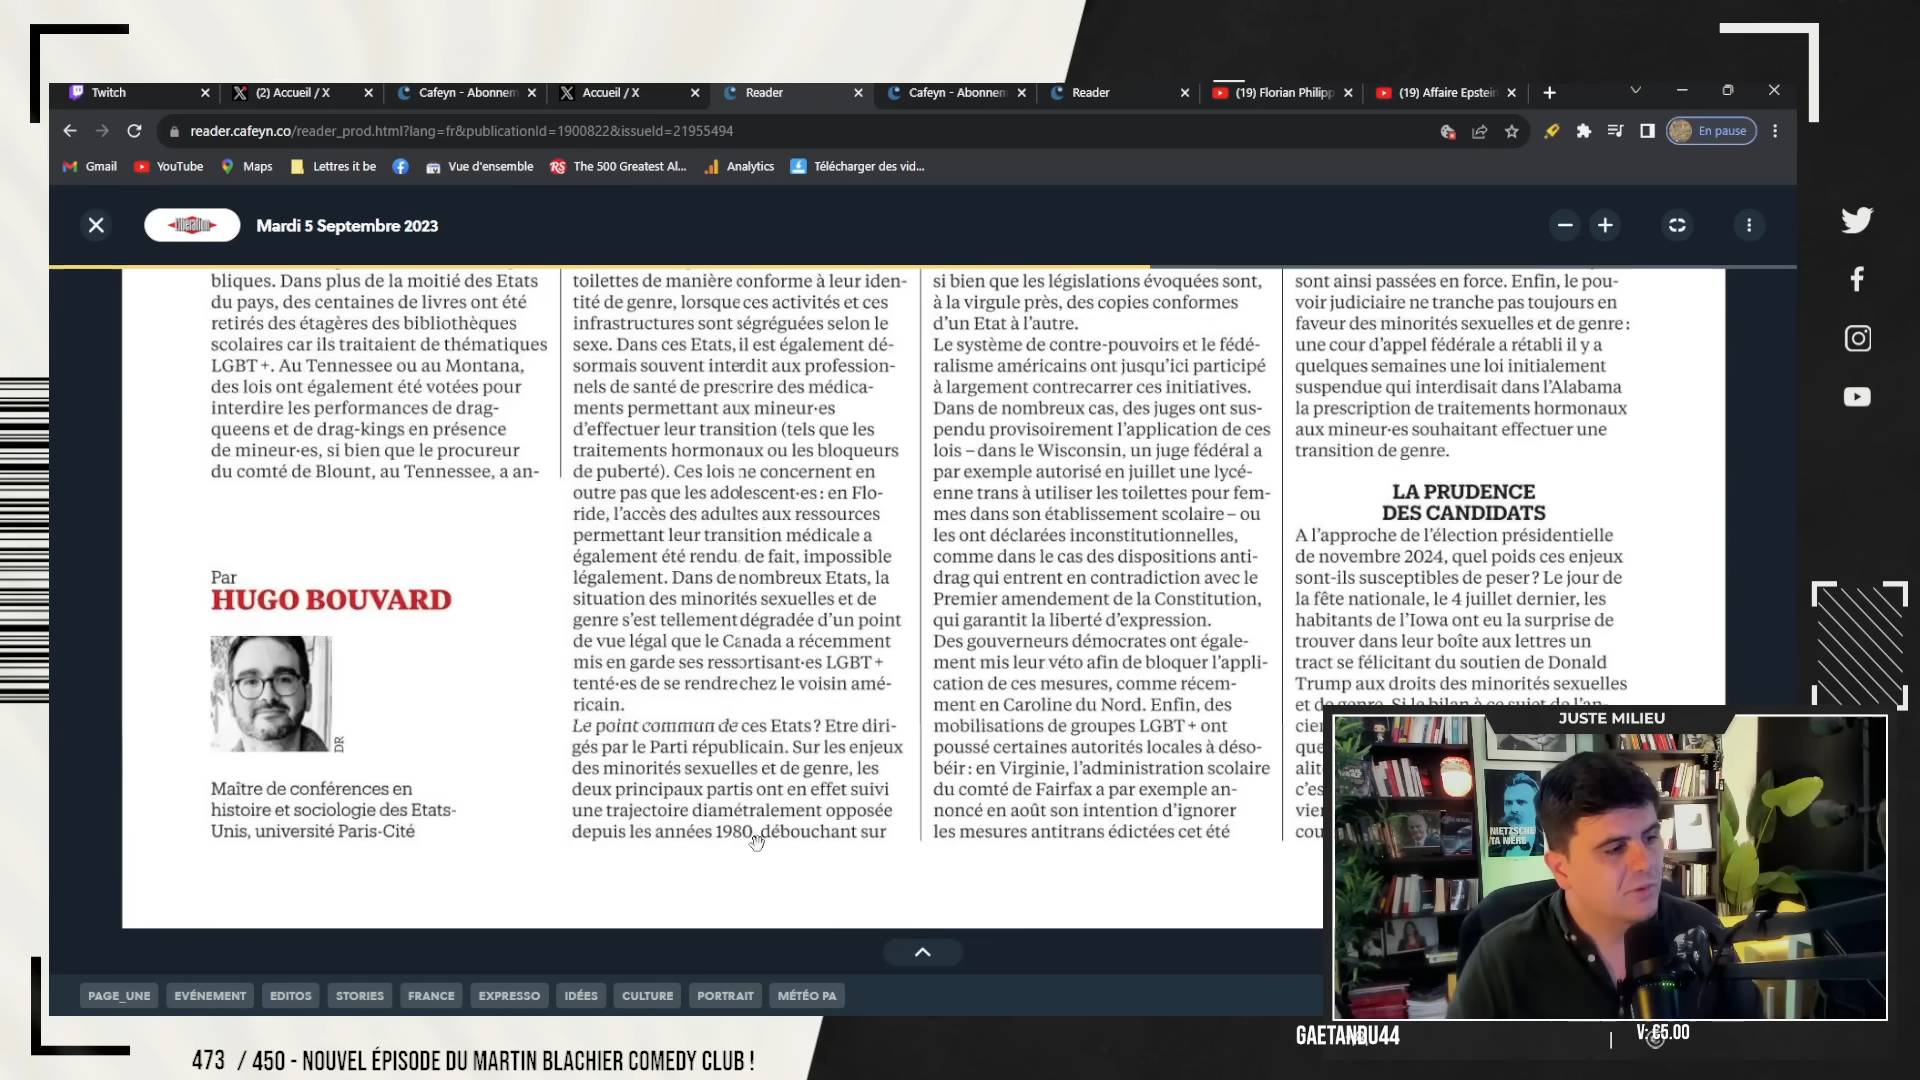 Twitch
(2) Accueil / X
Cafeyn - Abonnem
Accueil / X
Reader
Cafeyn - Abonnem
Reader
(19) Florian Philipp
(19) Affaire Epstein
reader.cafeyn.co/reader_prod.html?lang=fr&publicationId=1900822&issueId=21955494
En pause
Gmail
YouTube
Maps
Lettres it be
Vue d'ensemble
The 500 Greatest Al...
Analytics
Télécharger des vid...
Libération
Mardi 5 Septembre 2023
bliques. Dans plus de la moitié des Etats
du pays, des centaines de livres ont été
retirés des étagères des bibliothèques
scolaires car ils traitaient de thématiques
LGBT+. Au Tennessee ou au Montana,
des lois ont également été votées pour
interdire les performances de drag-
queens et de drag-kings en présence
de mineur·es, si bien que le procureur
du comté de Blount, au Tennessee, a an-
Par
HUGO BOUVARD
DR
Maître de conférences en
histoire et sociologie des Etats-
Unis, université Paris-Cité
toilettes de manière conforme à leur iden-
tité de genre, lorsque ces activités et ces
infrastructures sont ségréguées selon le
sexe. Dans ces Etats, il est également dé-
sormais souvent interdit aux profession-
nels de santé de prescrire des médica-
ments permettant aux mineur·es
d'effectuer leur transition (tels que les
traitements hormonaux ou les bloqueurs
de puberté). Ces lois ne concernent en
outre pas que les adolescent·es : en Flo-
ride, l'accès des adultes aux ressources
permettant leur transition médicale a
également été rendu, de fait, impossible
légalement. Dans de nombreux Etats, la
situation des minorités sexuelles et de
genre s'est tellement dégradée d'un point
de vue légal que le Canada a récemment
mis en garde ses ressortisant·es LGBT+
tenté·es de se rendre chez le voisin amé-
ricain.
Le point commun de ces Etats ? Etre diri-
gés par le Parti républicain. Sur les enjeux
des minorités sexuelles et de genre, les
deux principaux partis ont en effet suivi
une trajectoire diamétralement opposée
depuis les années 1980, débouchant sur
si bien que les législations évoquées sont,
à la virgule près, des copies conformes
d'un Etat à l'autre.
Le système de contre-pouvoirs et le fédé-
ralisme américains ont jusqu'ici participé
à largement contrecarrer ces initiatives.
Dans de nombreux cas, des juges ont sus-
pendu provisoirement l'application de ces
lois – dans le Wisconsin, un juge fédéral a
par exemple autorisé en juillet une lycé-
enne trans à utiliser les toilettes pour fem-
mes dans son établissement scolaire – ou
les ont déclarées inconstitutionnelles,
comme dans le cas des dispositions anti-
drag qui entrent en contradiction avec le
Premier amendement de la Constitution,
qui garantit la liberté d'expression.
Des gouverneurs démocrates ont égale-
ment mis leur véto afin de bloquer l'appli-
cation de ces mesures, comme récem-
ment en Caroline du Nord. Enfin, des
mobilisations de groupes LGBT+ ont
poussé certaines autorités locales à déso-
béir : en Virginie, l'administration scolaire
du comté de Fairfax a par exemple an-
noncé en août son intention d'ignorer
les mesures antitrans édictées cet été
sont ainsi passées en force. Enfin, le pou-
voir judiciaire ne tranche pas toujours en
faveur des minorités sexuelles et de genre :
une cour d'appel fédérale a rétabli il y a
quelques semaines une loi initialement
suspendue qui interdisait dans l'Alabama
la prescription de traitements hormonaux
aux mineur·es souhaitant effectuer une
transition de genre.
LA PRUDENCE
DES CANDIDATS
A l'approche de l'élection présidentielle
de novembre 2024, quel poids ces enjeux
sont-ils susceptibles de peser ? Le jour de
la fête nationale, le 4 juillet dernier, les
habitants de l'Iowa ont eu la surprise de
trouver dans leur boîte aux lettres un
tract se félicitant du soutien de Donald
Trump aux droits des minorités sexuelles
et de genre. Si le bilan à ce sujet de l'an-
cien
que
alit
c'es
vien
cou
JUSTE MILIEU
NIETZSCHE
TA MÈRE
PAGE_UNE
EVÉNEMENT
EDITOS
STORIES
FRANCE
EXPRESSO
IDÉES
CULTURE
PORTRAIT
MÉTÉO PA
GAETANDU44
V: €5.00
473 / 450 - NOUVEL ÉPISODE DU MARTIN BLACHIER COMEDY CLUB !